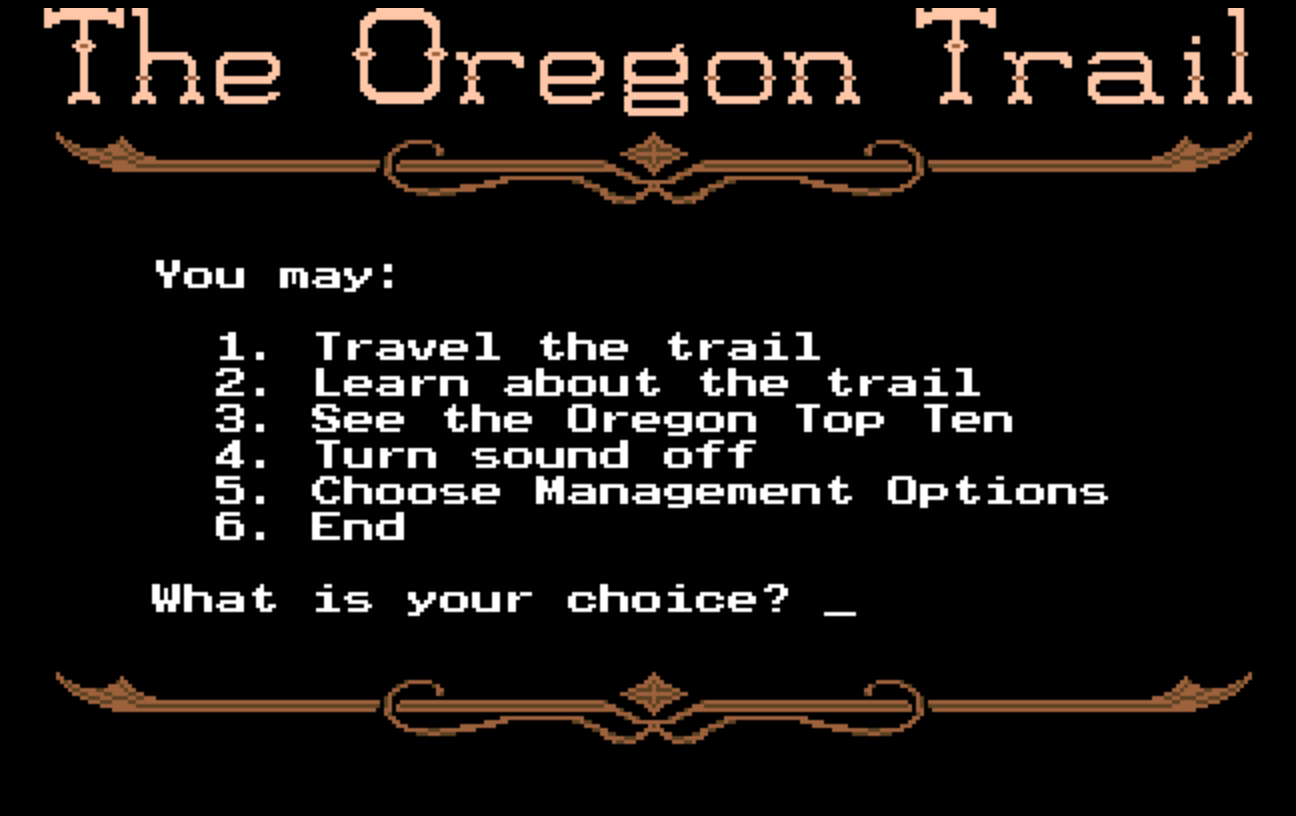 The Oregon Trail
You may:
1. Travel the trail
2. Learn about the trail
3. See the Oregon Top Ten
4. Turn sound off
5. Choose Management Options
6. End
What is your choice? _